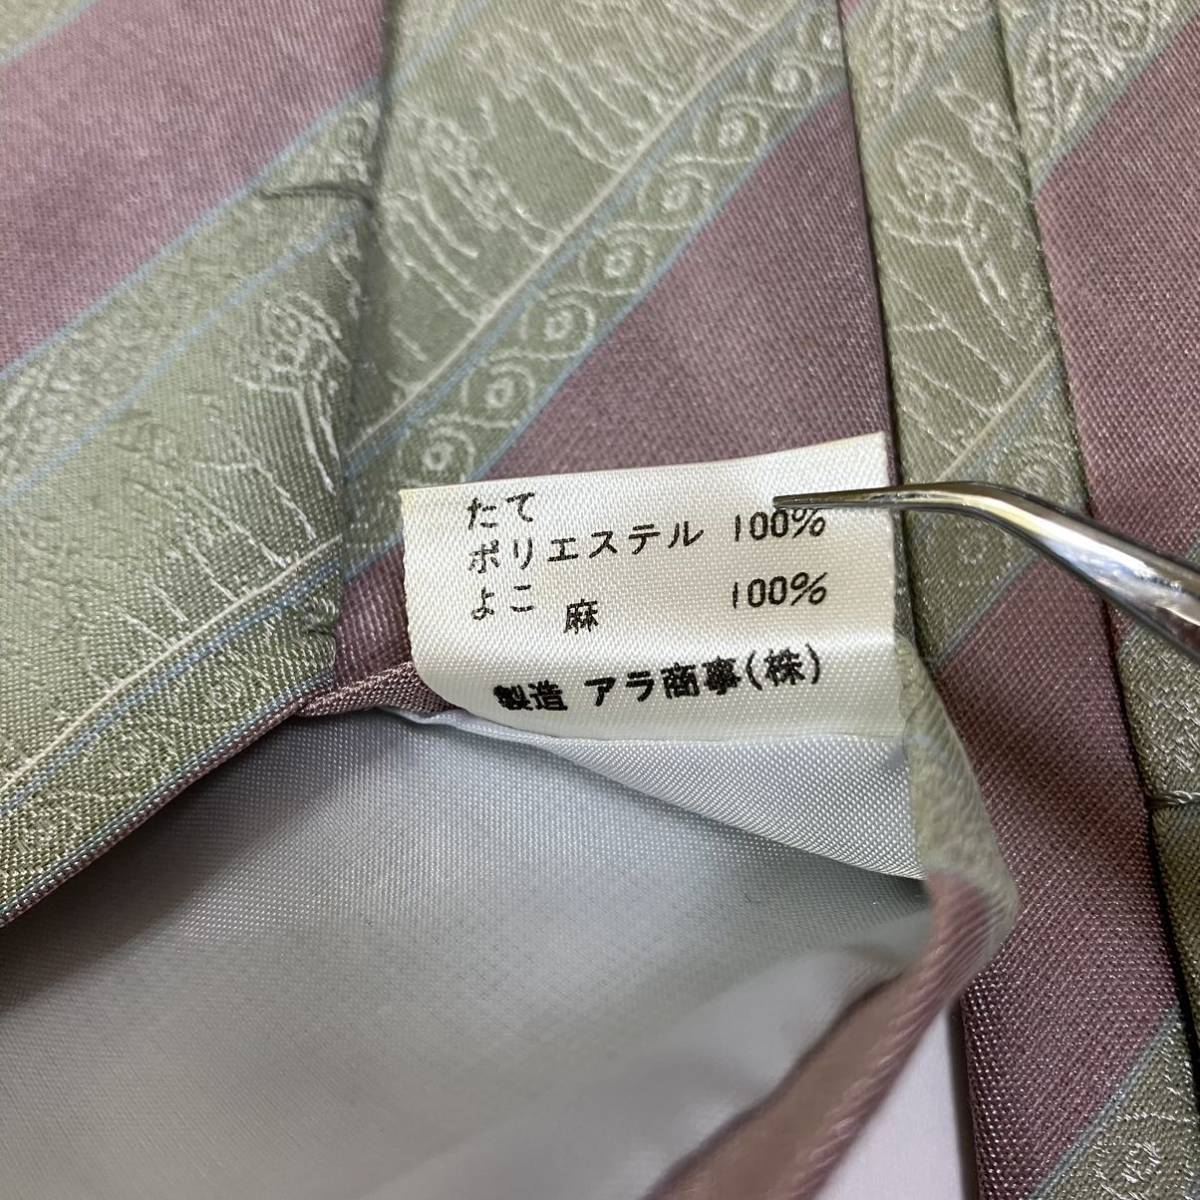 たて
ポリエステル 100%
よこ 麻 100%
製造 アラ商事(株)